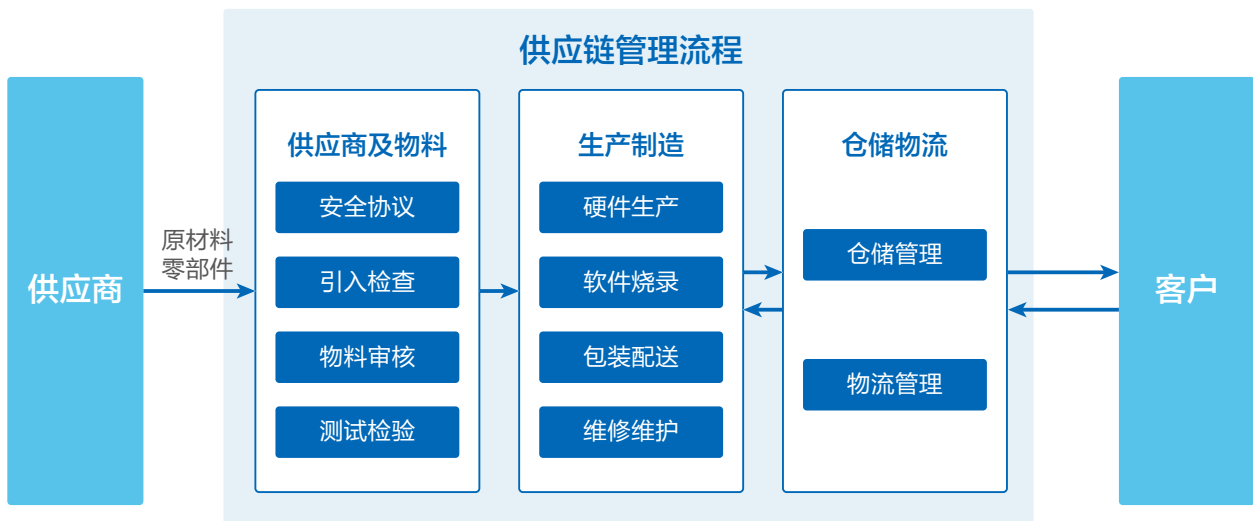 供应链管理流程
供应商
原材料
零部件
供应商及物料
安全协议
引入检查
物料审核
测试检验
生产制造
硬件生产
软件烧录
包装配送
维修维护
仓储物流
仓储管理
物流管理
客户